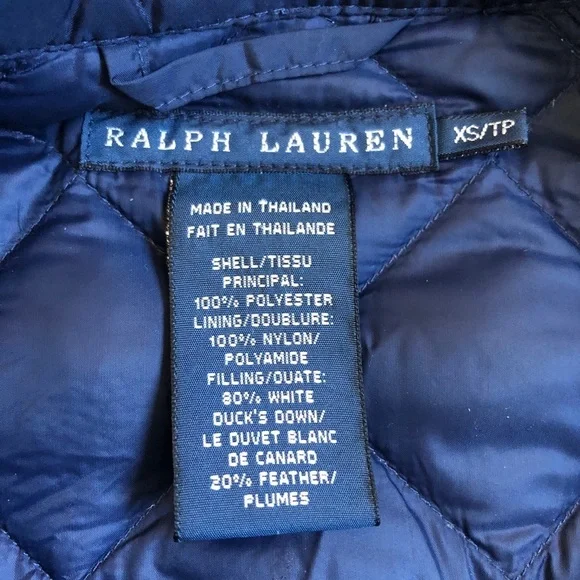 RALPH LAUREN
XS/TP
MADE IN THAILAND
FAIT EN THAILANDE
SHELL/TISSU
PRINCIPAL:
100% POLYESTER
LINING/DOUBLURE:
100% NYLON/
POLYAMIDE
FILLING/OUATE:
80% WHITE
DUCK'S DOWN/
LE DUVET BLANC
DE CANARD
20% FEATHER/
PLUMES